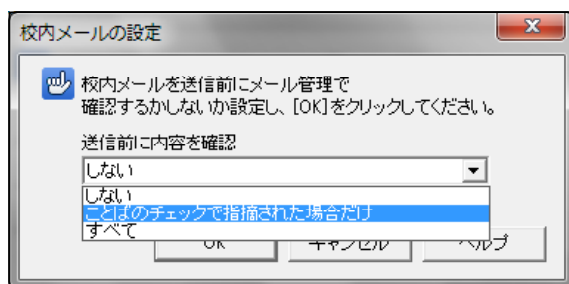 校内メールの設定
校内メールを送信前にメール管理で
確認するかしないか設定し、[OK]をクリックしてください。
送信前に内容を確認
しない
しない
ことばのチェックで指摘された場合だけ
すべて
OK キャンセル ヘルプ